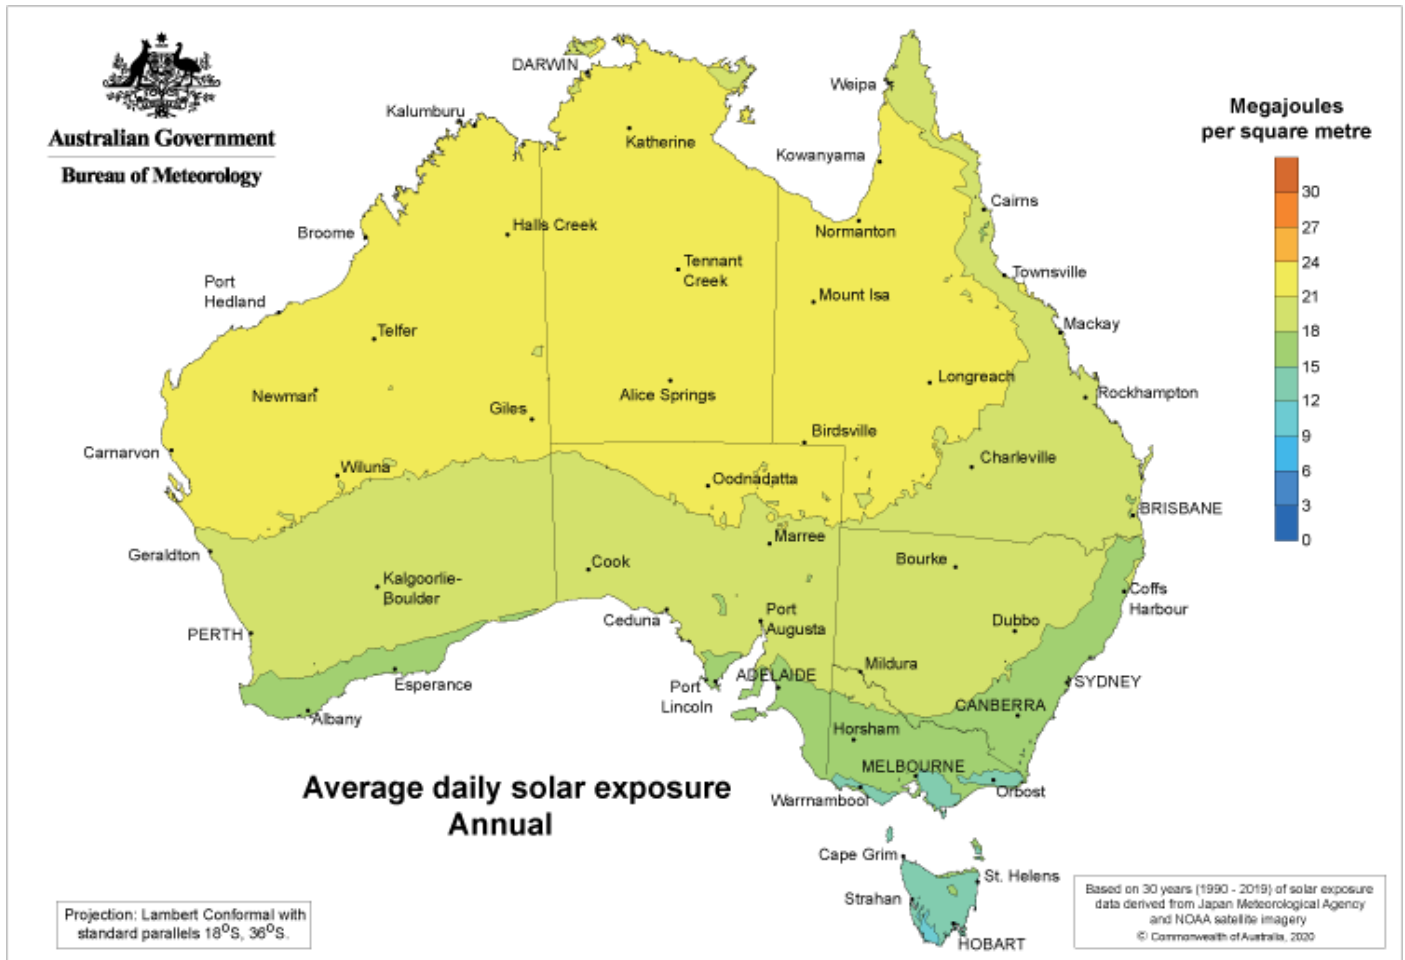 Australian Government
Bureau of Meteorology
DARWIN
Weipa
Kalumburu
Katherine
Kowanyama
Megajoules
per square metre
30
27
24
21
18
15
12
9
6
3
0
Cairns
Halls Creek
Broome
Normanton
Tennant
Creek
Townsville
Port
Hedland
Mount Isa
Telfer
Mackay
Newman
Alice Springs
Longreach
Rockhampton
Giles
Birdsville
Carnarvon
Wiluna
Charleville
Oodnadatta
BRISBANE
Marree
Geraldton
Cook
Bourke
Kalgoorlie-
Boulder
Coffs
Harbour
PERTH
Ceduna
Port
Augusta
Dubbo
Mildura
Esperance
ADELAIDE
SYDNEY
Port
Lincoln
CANBERRA
Albany
Horsham
MELBOURNE
Average daily solar exposure
Annual
Warrnambool
Orbost
Cape Grim
St. Helens
Strahan
HOBART
Projection: Lambert Conformal with
standard parallels 18°S, 36°S.
Based on 30 years (1990 - 2019) of solar exposure
data derived from Japan Meteorological Agency
and NOAA satellite imagery
© Commonwealth of Australia, 2020